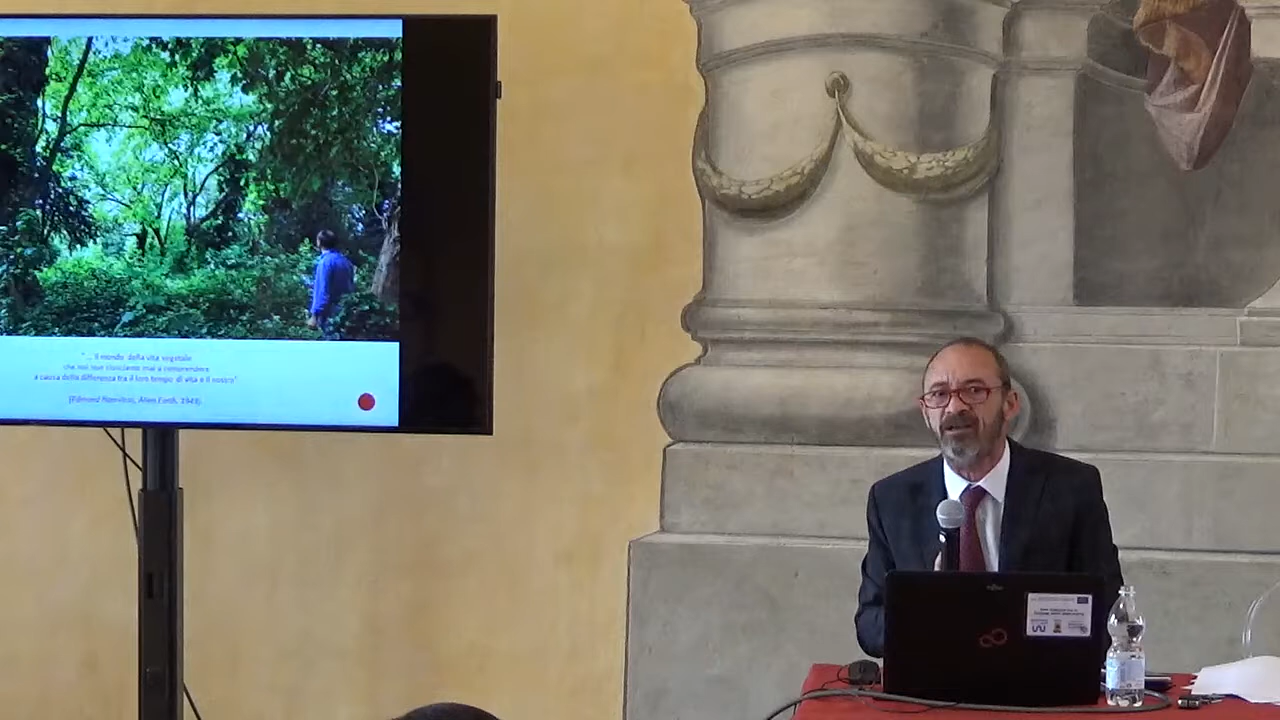 "... il mondo della vita vegetale
che noi non riusciamo mai a comprendere
a causa della differenza fra il loro tempo di vita e il nostro"
(Edmond Hamilton, Alien Earth, 1949).